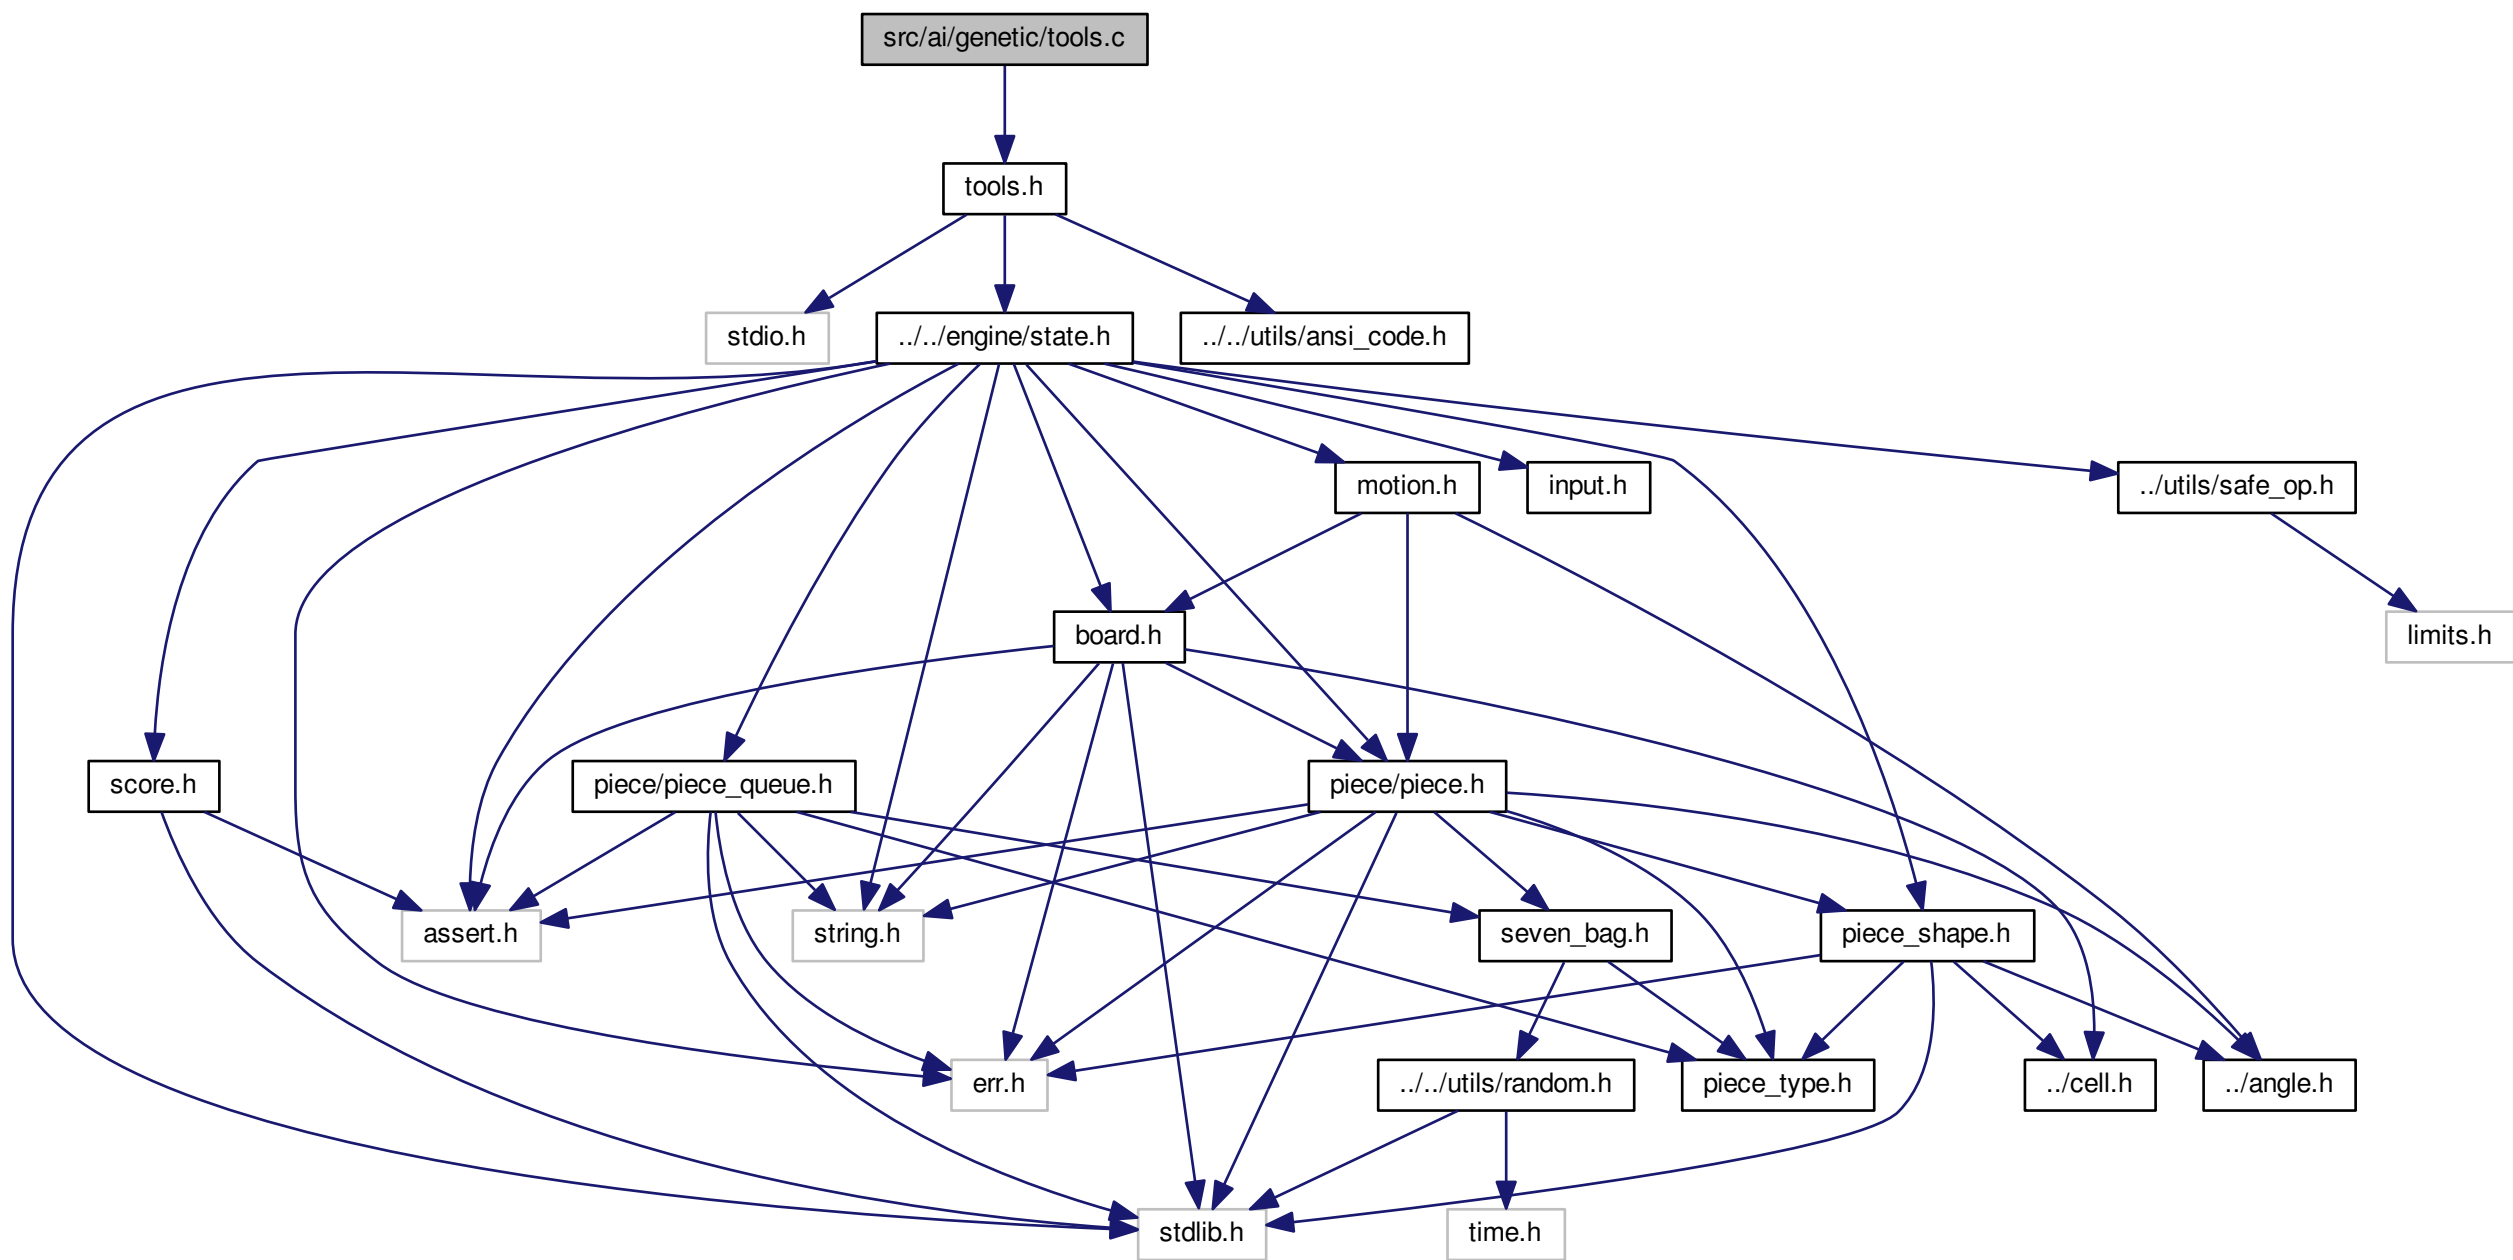 src/ai/genetic/tools.c
tools.h
stdio.h
../../engine/state.h
../../utils/ansi_code.h
motion.h
input.h
../utils/safe_op.h
board.h
limits.h
score.h
piece/piece_queue.h
piece/piece.h
assert.h
string.h
seven_bag.h
piece_shape.h
err.h
../../utils/random.h
piece_type.h
../cell.h
../angle.h
stdlib.h
time.h